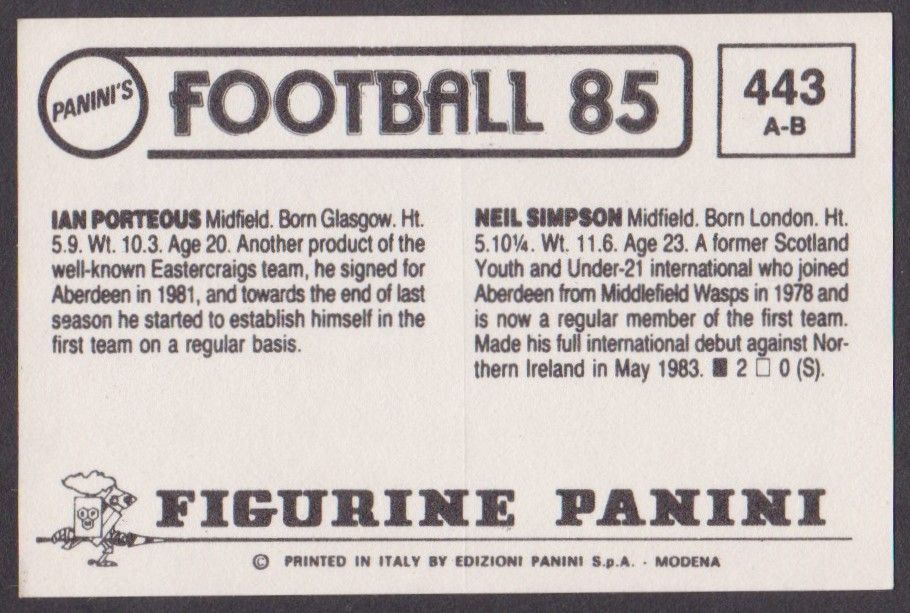 PANINI'S
FOOTBALL 85
443
A-B
IAN PORTEOUS Midfield. Born Glasgow. Ht.
5.9. Wt. 10.3. Age 20. Another product of the
well-known Eastercraigs team, he signed for
Aberdeen in 1981, and towards the end of last
season he started to establish himself in the
first team on a regular basis.
NEIL SIMPSON Midfield. Born London. Ht.
5.10¼. Wt. 11.6. Age 23. A former Scotland
Youth and Under-21 international who joined
Aberdeen from Middlefield Wasps in 1978 and
is now a regular member of the first team.
Made his full international debut against Nor-
thern Ireland in May 1983. ■ 2 □ 0 (S).
FIGURINE PANINI
© PRINTED IN ITALY BY EDIZIONI PANINI S.p.A. - MODENA